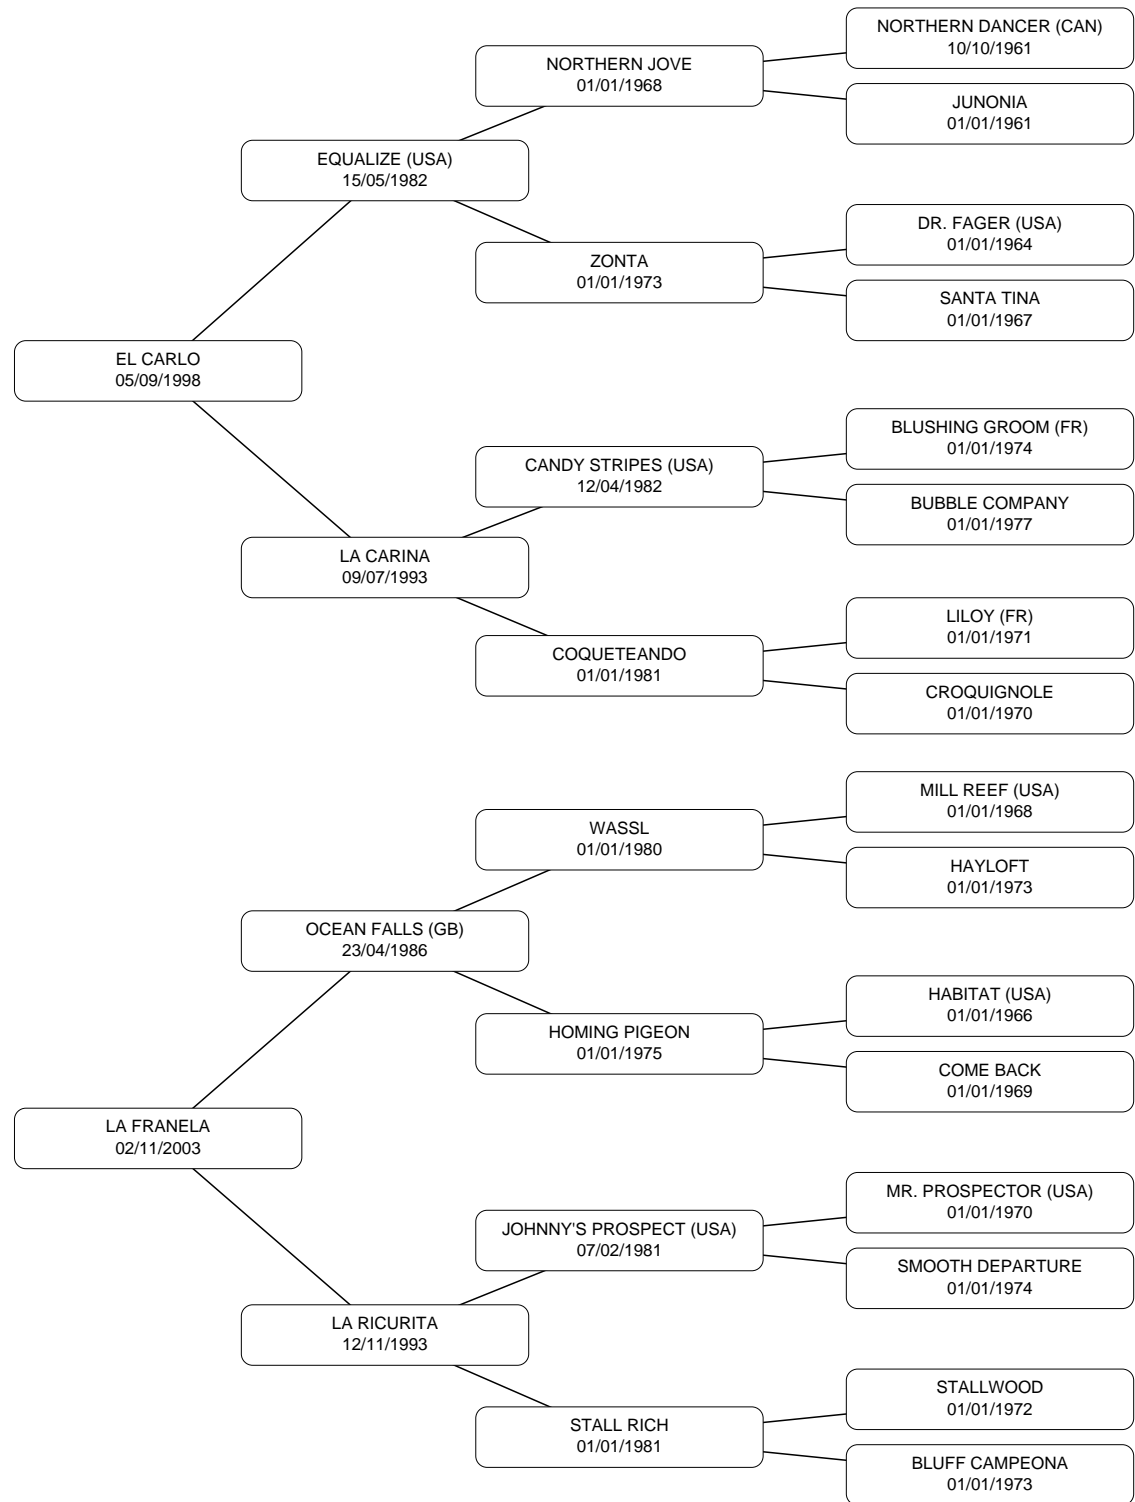 NORTHERN DANCER (CAN)
10/10/1961
NORTHERN JOVE
01/01/1968
JUNONIA
01/01/1961
EQUALIZE (USA)
15/05/1982
DR. FAGER (USA)
01/01/1964
ZONTA
01/01/1973
SANTA TINA
01/01/1967
EL CARLO
05/09/1998
BLUSHING GROOM (FR)
01/01/1974
CANDY STRIPES (USA)
12/04/1982
BUBBLE COMPANY
01/01/1977
LA CARINA
09/07/1993
LILOY (FR)
01/01/1971
COQUETEANDO
01/01/1981
CROQUIGNOLE
01/01/1970
MILL REEF (USA)
01/01/1968
WASSL
01/01/1980
HAYLOFT
01/01/1973
OCEAN FALLS (GB)
23/04/1986
HABITAT (USA)
01/01/1966
HOMING PIGEON
01/01/1975
COME BACK
01/01/1969
LA FRANELA
02/11/2003
MR. PROSPECTOR (USA)
01/01/1970
JOHNNY'S PROSPECT (USA)
07/02/1981
SMOOTH DEPARTURE
01/01/1974
LA RICURITA
12/11/1993
STALLWOOD
01/01/1972
STALL RICH
01/01/1981
BLUFF CAMPEONA
01/01/1973